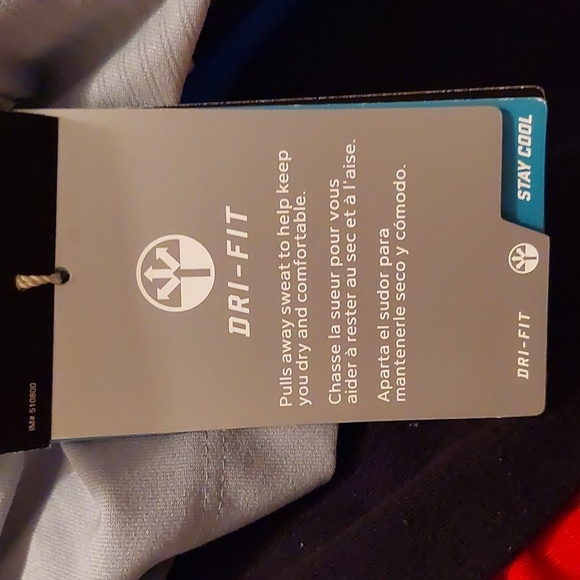 IM# 510800
DRI-FIT
Pulls away sweat to help keep
you dry and comfortable.
Chasse la sueur pour vous
aider à rester au sec et à l'aise.
Aparta el sudor para
mantenerle seco y cómodo.
DRI-FIT
STAY COOL